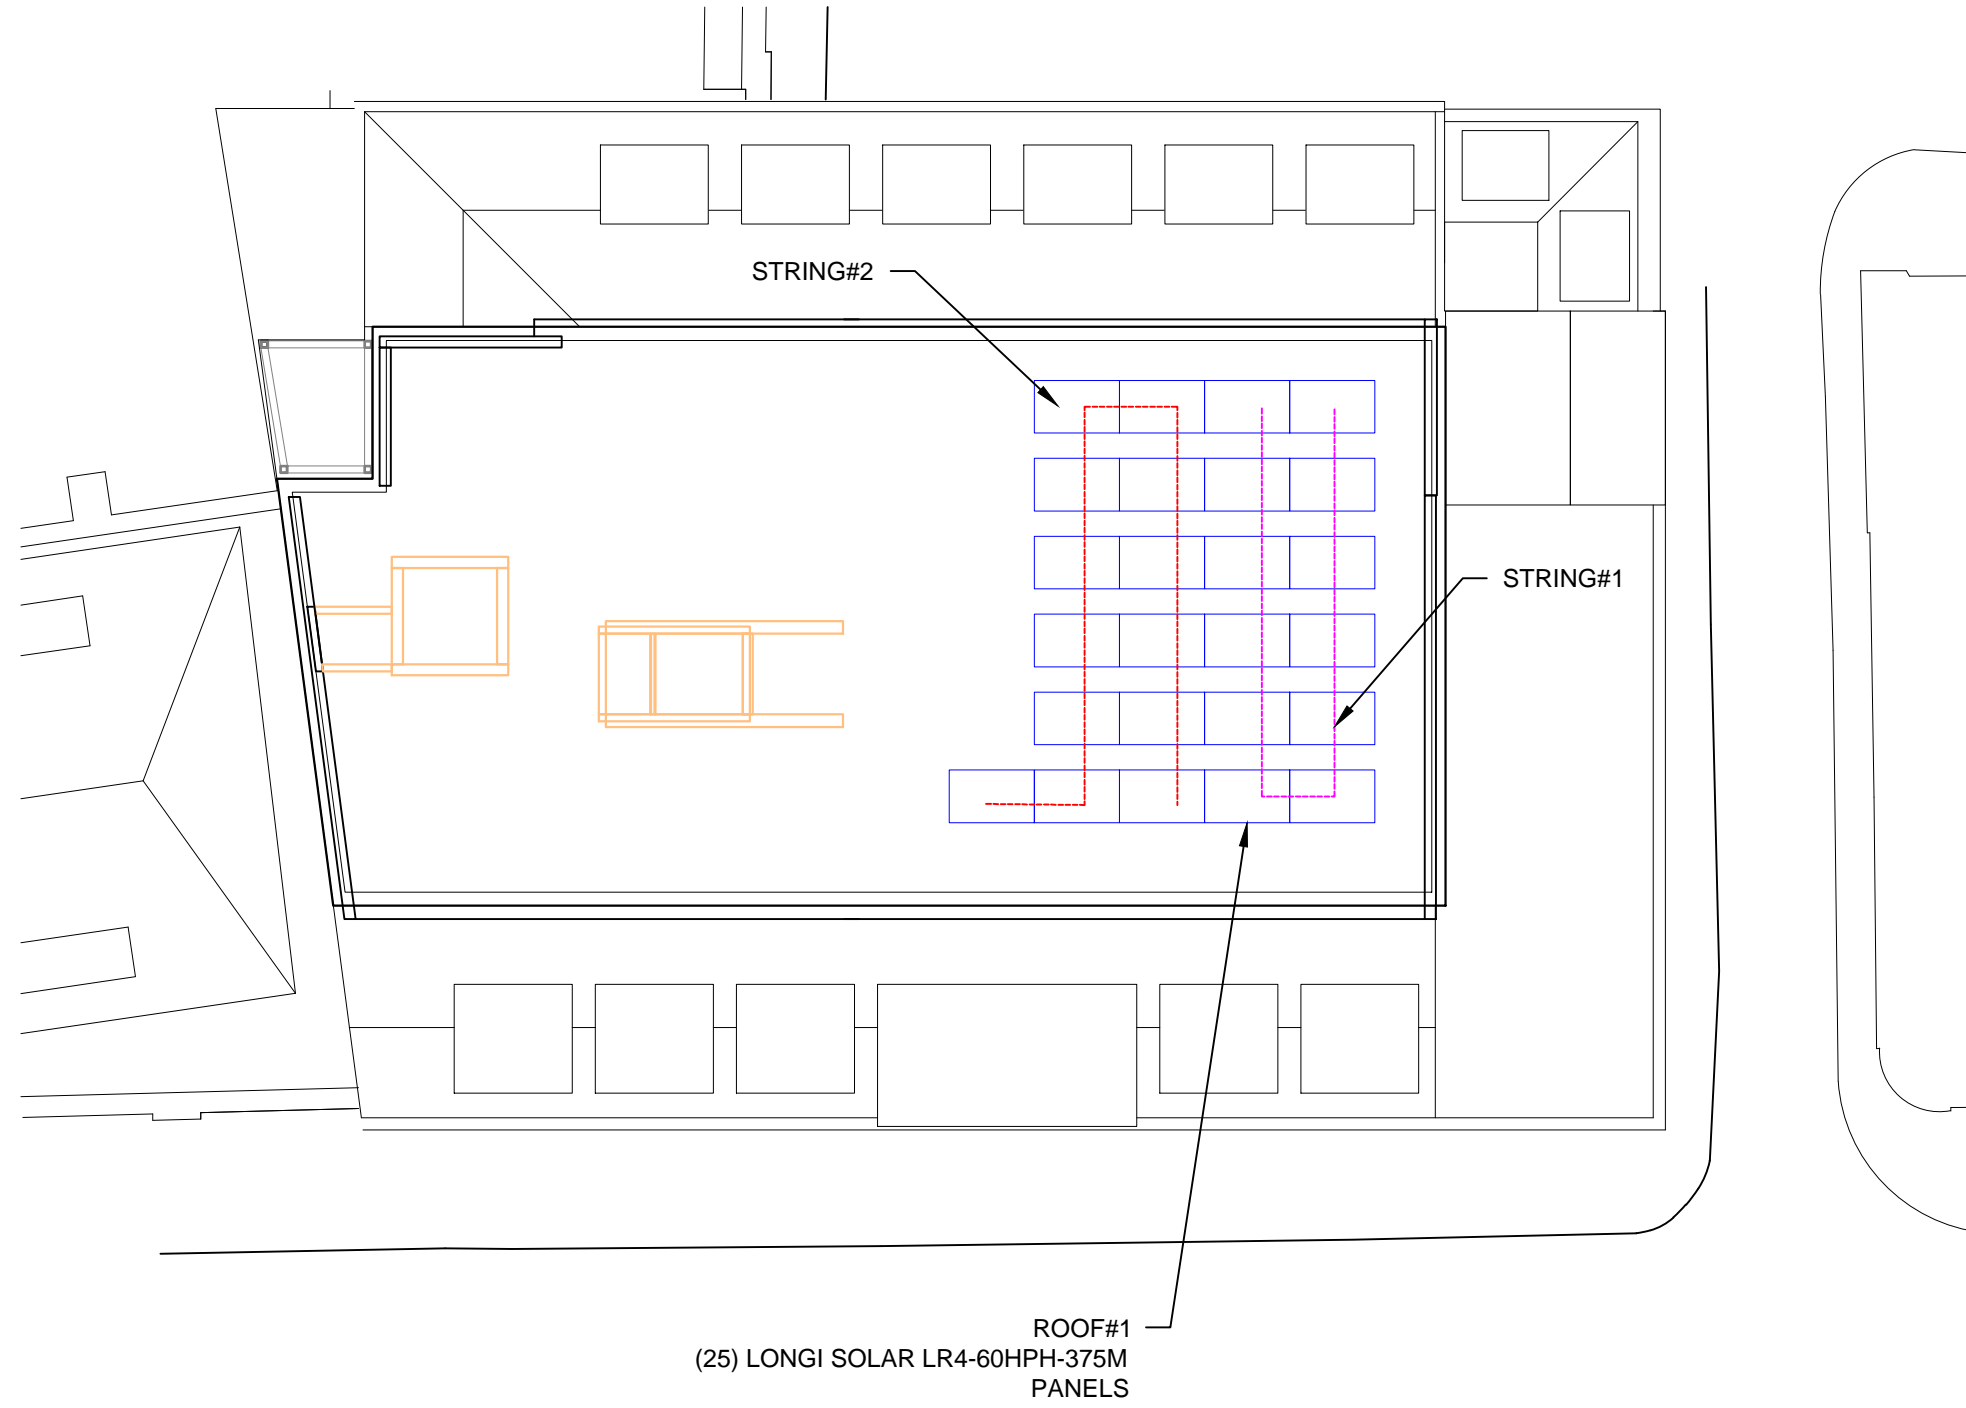 STRING#2
STRING#1
ROOF#1
(25) LONGI SOLAR LR4-60HPH-375M
PANELS